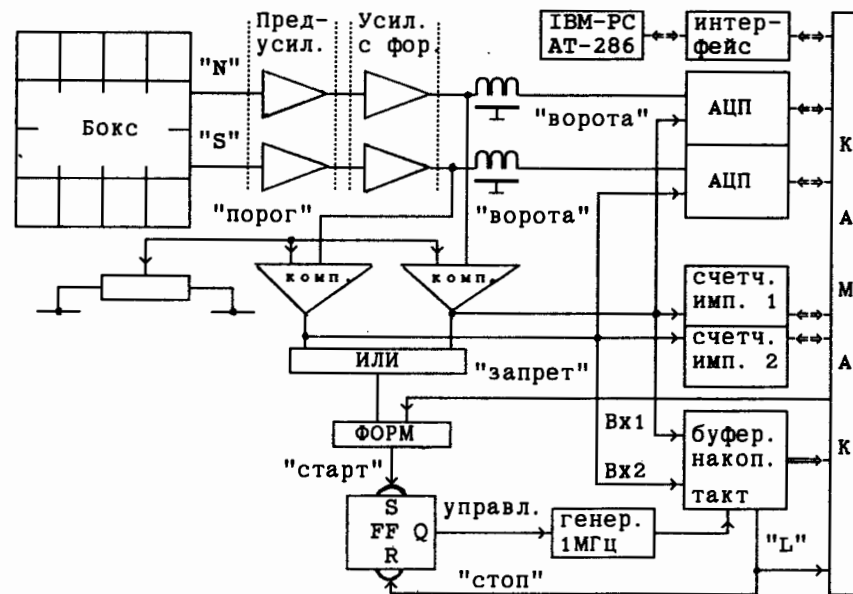 Пред-
усил.
Усил.
с фор.
IBM-PC
AT-286
интер-
фейс
"N"
Бокс
"S"
"ворота"
АЦП
"порог"
"ворота"
АЦП
комп.
комп.
счетч.
имп. 1
счетч.
имп. 2
ИЛИ
"запрет"
ФОРМ
Вх1
Вх2
буфер.
накоп.
такт
"старт"
S
FF Q
R
управл.
генер.
1МГц
"L"
"стоп"
К
А
М
А
К